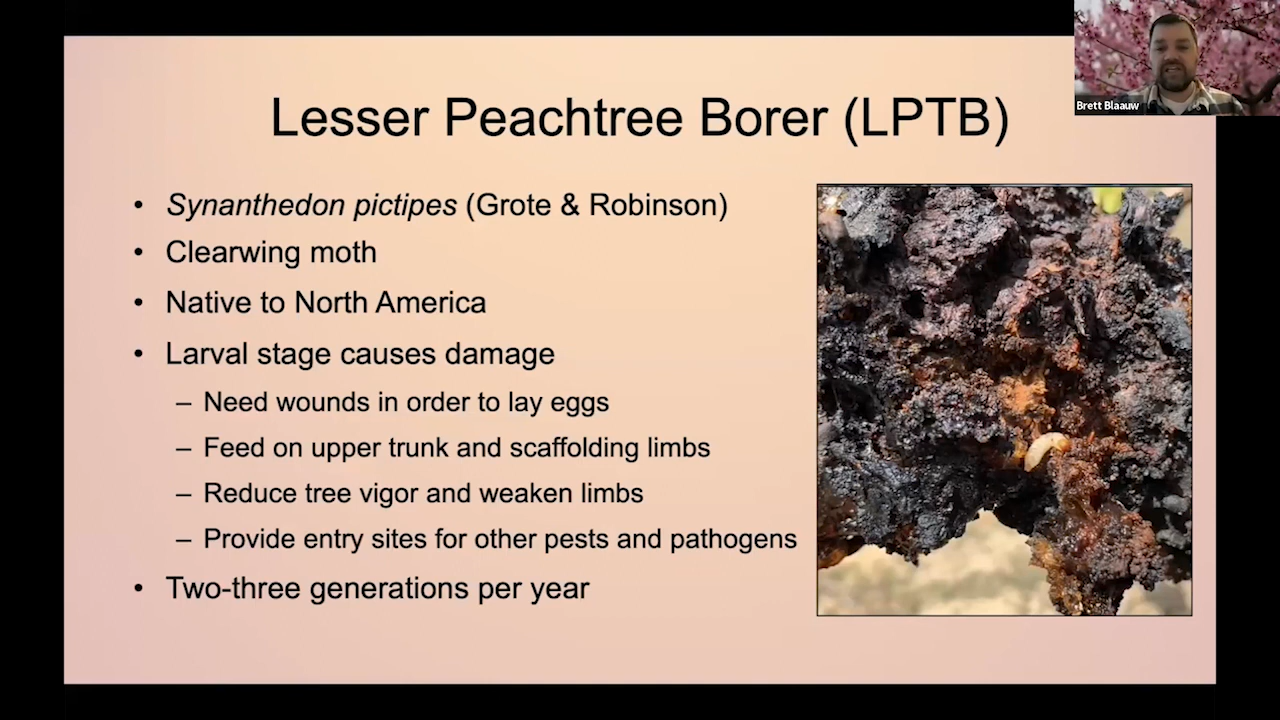 Brett Blaauw
Lesser Peachtree Borer (LPTB)
• Synanthedon pictipes (Grote & Robinson)
• Clearwing moth
• Native to North America
• Larval stage causes damage
– Need wounds in order to lay eggs
– Feed on upper trunk and scaffolding limbs
– Reduce tree vigor and weaken limbs
– Provide entry sites for other pests and pathogens
• Two-three generations per year